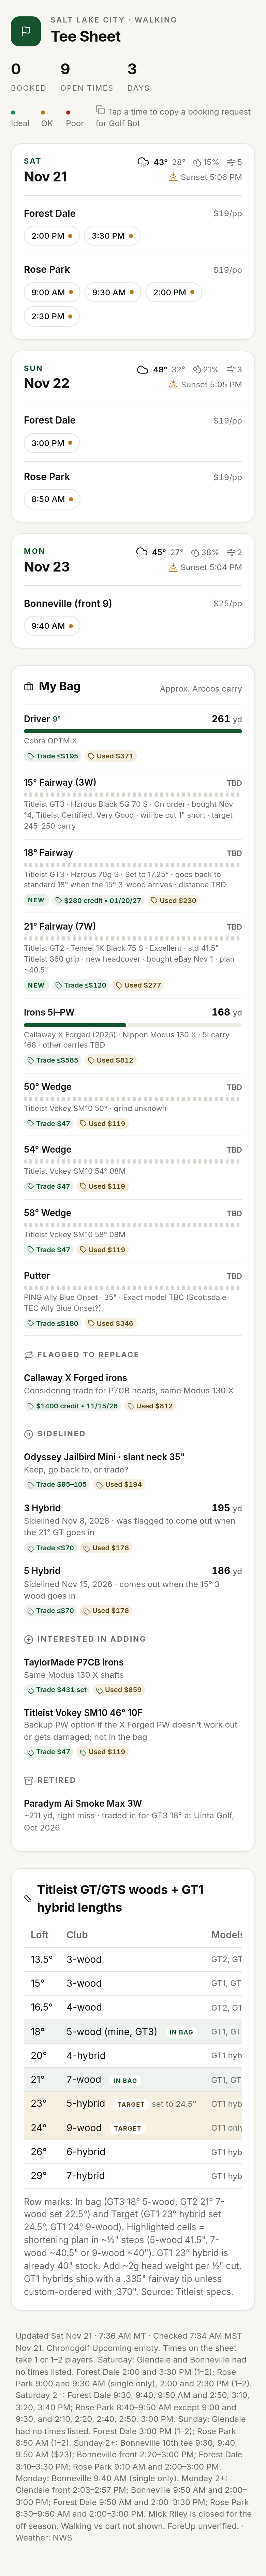 SALT LAKE CITY · WALKING
Tee Sheet
0 9 3
BOOKED OPEN TIMES DAYS
Ideal OK Poor Tap a time to copy a booking request for Golf Bot
SAT
Nov 21
43° 28° 15% 5
Sunset 5:06 PM
Forest Dale $19/pp
2:00 PM 3:30 PM
Rose Park $19/pp
9:00 AM 9:30 AM 2:00 PM
2:30 PM
SUN
Nov 22
48° 32° 21% 3
Sunset 5:05 PM
Forest Dale $19/pp
3:00 PM
Rose Park $19/pp
8:50 AM
MON
Nov 23
45° 27° 38% 2
Sunset 5:04 PM
Bonneville (front 9) $25/pp
9:40 AM
My Bag Approx. Arccos carry
Driver 9° 261 yd
Cobra OPTM X
Trade ≤$195 Used $371
15° Fairway (3W) TBD
Titleist GT3 · Hzrdus Black 5G 70 S · On order · bought Nov
14, Titleist Certified, Very Good · will be cut 1" short · target
245–250 carry
18° Fairway TBD
Titleist GT3 · Hzrdus 70g S · Set to 17.25° · goes back to
standard 18° when the 15° 3-wood arrives · distance TBD
NEW $280 credit • 01/20/27 Used $230
21° Fairway (7W) TBD
Titleist GT2 · Tensei 1K Black 75 S · Excellent · std 41.5" ·
Titleist 360 grip · new headcover · bought eBay Nov 1 · plan
~40.5"
NEW Trade ≤$120 Used $277
Irons 5i–PW 168 yd
Callaway X Forged (2025) · Nippon Modus 130 X · 5i carry
168 · other carries TBD
Trade ≤$585 Used $812
50° Wedge TBD
Titleist Vokey SM10 50° · grind unknown
Trade $47 Used $119
54° Wedge TBD
Titleist Vokey SM10 54° 08M
Trade $47 Used $119
58° Wedge TBD
Titleist Vokey SM10 58° 08M
Trade $47 Used $119
Putter TBD
PING Ally Blue Onset · 35" · Exact model TBC (Scottsdale
TEC Ally Blue Onset?)
Trade ≤$180 Used $346
FLAGGED TO REPLACE
Callaway X Forged irons
Considering trade for P7CB heads, same Modus 130 X
$1400 credit • 11/15/26 Used $812
SIDELINED
Odyssey Jailbird Mini · slant neck 35"
Keep, go back to, or trade?
Trade $95–105 Used $194
3 Hybrid 195 yd
Sidelined Nov 8, 2026 · was flagged to come out when
the 21° GT goes in
Trade ≤$70 Used $178
5 Hybrid 186 yd
Sidelined Nov 15, 2026 · comes out when the 15° 3-
wood goes in
Trade ≤$70 Used $178
INTERESTED IN ADDING
TaylorMade P7CB irons
Same Modus 130 X shafts
Trade $431 set Used $859
Titleist Vokey SM10 46° 10F
Backup PW option if the X Forged PW doesn't work out
or gets damaged; not in the bag
Trade $47 Used $119
RETIRED
Paradym Ai Smoke Max 3W
~211 yd, right miss · traded in for GT3 18° at Uinta Golf,
Oct 2026
Titleist GT/GTS woods + GT1
hybrid lengths
Loft Club Models
13.5° 3-wood GT2, GT
15° 3-wood GT1, GT
16.5° 4-wood GT2, GT
18° 5-wood (mine, GT3) IN BAG GT1, GT
20° 4-hybrid GT1 hyb
21° 7-wood IN BAG GT1, GT
23° 5-hybrid TARGET set to 24.5° GT1 hyb
24° 9-wood TARGET GT1 only
26° 6-hybrid GT1 hyb
29° 7-hybrid GT1 hyb
Row marks: In bag (GT3 18° 5-wood, GT2 21° 7-
wood set 22.5°) and Target (GT1 23° hybrid set
24.5°, GT1 24° 9-wood). Highlighted cells =
shortening plan in ~½" steps (5-wood 41.5", 7-
wood ~40.5" or 9-wood ~40"). GT1 23° hybrid is
already 40" stock. Add ~2g head weight per ½" cut.
GT1 hybrids ship with a .335" fairway tip unless
custom-ordered with .370". Source: Titleist specs.
Updated Sat Nov 21 · 7:36 AM MT · Checked 7:34 AM MST
Nov 21. Chronogolf Upcoming empty. Times on the sheet
take 1 or 1–2 players. Saturday: Glendale and Bonneville had
no times listed. Forest Dale 2:00 and 3:30 PM (1–2); Rose
Park 9:00 and 9:30 AM (single only), 2:00 and 2:30 PM (1–2).
Saturday 2+: Forest Dale 9:30, 9:40, 9:50 AM and 2:50, 3:10,
3:20, 3:40 PM; Rose Park 8:40–9:50 AM except 9:00 and
9:30, and 2:10, 2:20, 2:40, 2:50, 3:00 PM. Sunday: Glendale
had no times listed. Forest Dale 3:00 PM (1–2); Rose Park
8:50 AM (1–2). Sunday 2+: Bonneville 10th tee 9:30, 9:40,
9:50 AM ($23); Bonneville front 2:20–3:00 PM; Forest Dale
3:10–3:30 PM; Rose Park 9:10 AM and 2:00–3:00 PM.
Monday: Bonneville 9:40 AM (single only). Monday 2+:
Glendale front 2:03–2:57 PM; Bonneville 9:50 AM and 2:00–
3:00 PM; Forest Dale 9:50 AM and 2:00–3:30 PM; Rose Park
8:30–9:50 AM and 2:00–3:00 PM. Mick Riley is closed for the
off season. Walking vs cart not shown. ForeUp unverified. ·
Weather: NWS